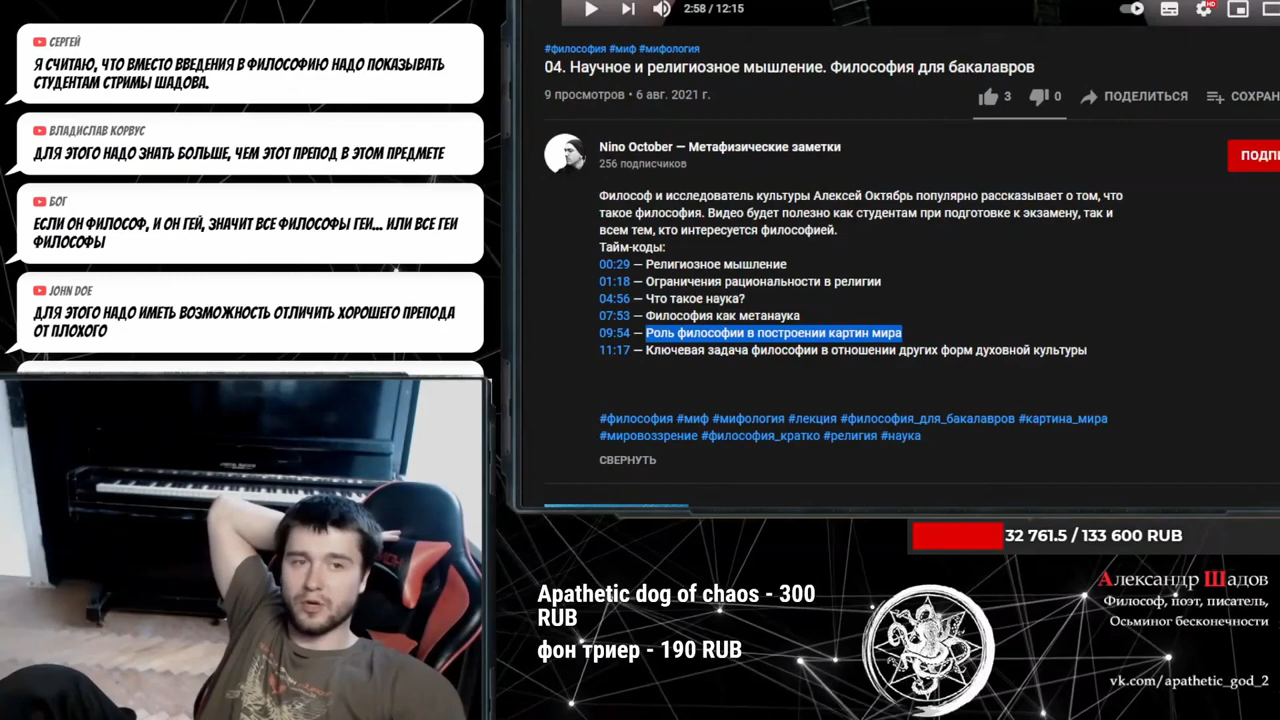 СЕРГЕЙ
Я СЧИТАЮ, ЧТО ВМЕСТО ВВЕДЕНИЯ В ФИЛОСОФИЮ НАДО ПОКАЗЫВАТЬ
СТУДЕНТАМ СТРИМЫ ШАДОВА.
ВЛАДИСЛАВ КОРВУС
ДЛЯ ЭТОГО НАДО ЗНАТЬ БОЛЬШЕ, ЧЕМ ЭТОТ ПРЕПОД В ЭТОМ ПРЕДМЕТЕ
БОГ
ЕСЛИ ОН ФИЛОСОФ, И ОН ГЕЙ, ЗНАЧИТ ВСЕ ФИЛОСОФЫ ГЕИ... ИЛИ ВСЕ ГЕИ
ФИЛОСОФЫ
JOHN DOE
ДЛЯ ЭТОГО НАДО ИМЕТЬ ВОЗМОЖНОСТЬ ОТЛИЧИТЬ ХОРОШЕГО ПРЕПОДА
ОТ ПЛОХОГО
2:58 / 12:15
HD
#философия #миф #мифология
04. Научное и религиозное мышление. Философия для бакалавров
9 просмотров • 6 авг. 2021 г.
3
0
ПОДЕЛИТЬСЯ
СОХРАН
Nino October — Метафизические заметки
256 подписчиков
ПОДПИ
Философ и исследователь культуры Алексей Октябрь популярно рассказывает о том, что
такое философия. Видео будет полезно как студентам при подготовке к экзамену, так и
всем тем, кто интересуется философией.
Тайм-коды:
00:29 — Религиозное мышление
01:18 — Ограничения рациональности в религии
04:56 — Что такое наука?
07:53 — Философия как метанаука
09:54 — Роль философии в построении картин мира
11:17 — Ключевая задача философии в отношении других форм духовной культуры
#философия #миф #мифология #лекция #философия_для_бакалавров #картина_мира
#мировоззрение #философия_кратко #религия #наука
СВЕРНУТЬ
32 761.5 / 133 600 RUB
Apathetic dog of chaos - 300
RUB
фон триер - 190 RUB
Александр Шадов
Философ, поэт, писатель,
Осьминог бесконечности
vk.com/apathetic_god_2